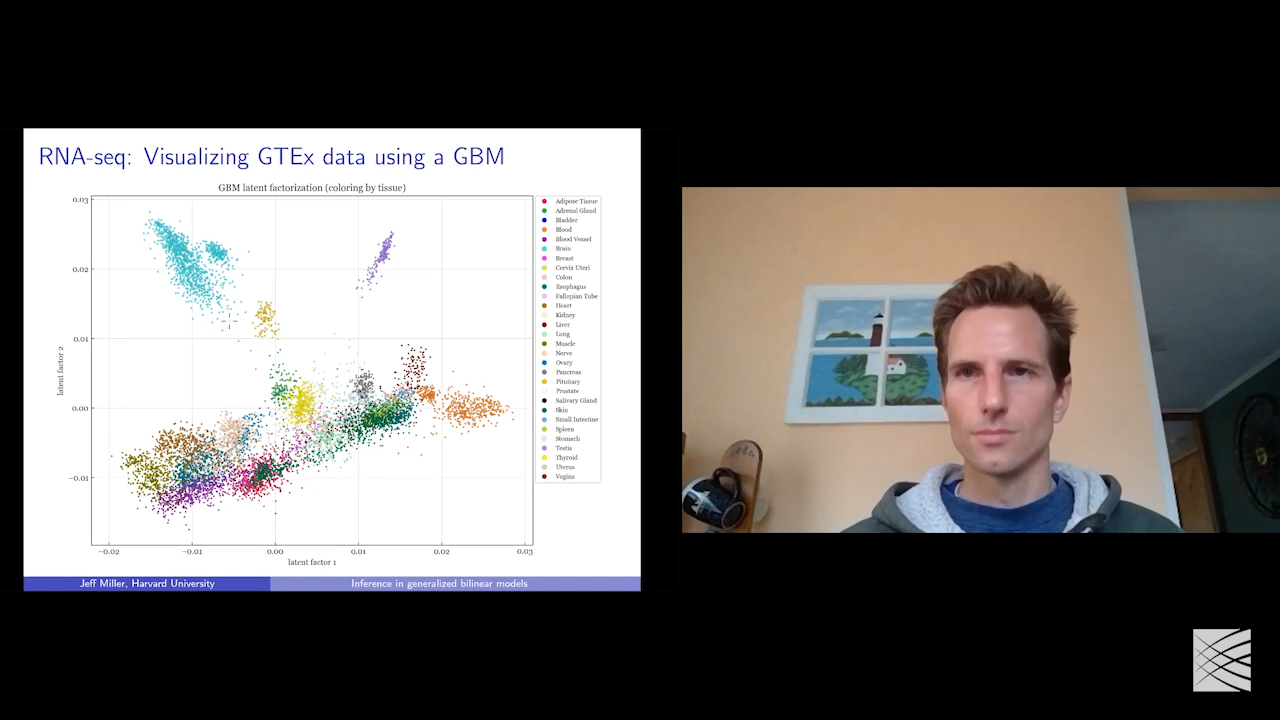 RNA-seq: Visualizing GTEx data using a GBM
GBM latent factorization (coloring by tissue)
0.03
0.02
0.01
0.00
−0.01
latent factor 2
−0.02
−0.01
0.00
0.01
0.02
0.03
latent factor 1
Adipose Tissue
Adrenal Gland
Bladder
Blood
Blood Vessel
Brain
Breast
Cervix Uteri
Colon
Esophagus
Fallopian Tube
Heart
Kidney
Liver
Lung
Muscle
Nerve
Ovary
Pancreas
Pituitary
Prostate
Salivary Gland
Skin
Small Intestine
Spleen
Stomach
Testis
Thyroid
Uterus
Vagina
Jeff Miller, Harvard University
Inference in generalized bilinear models